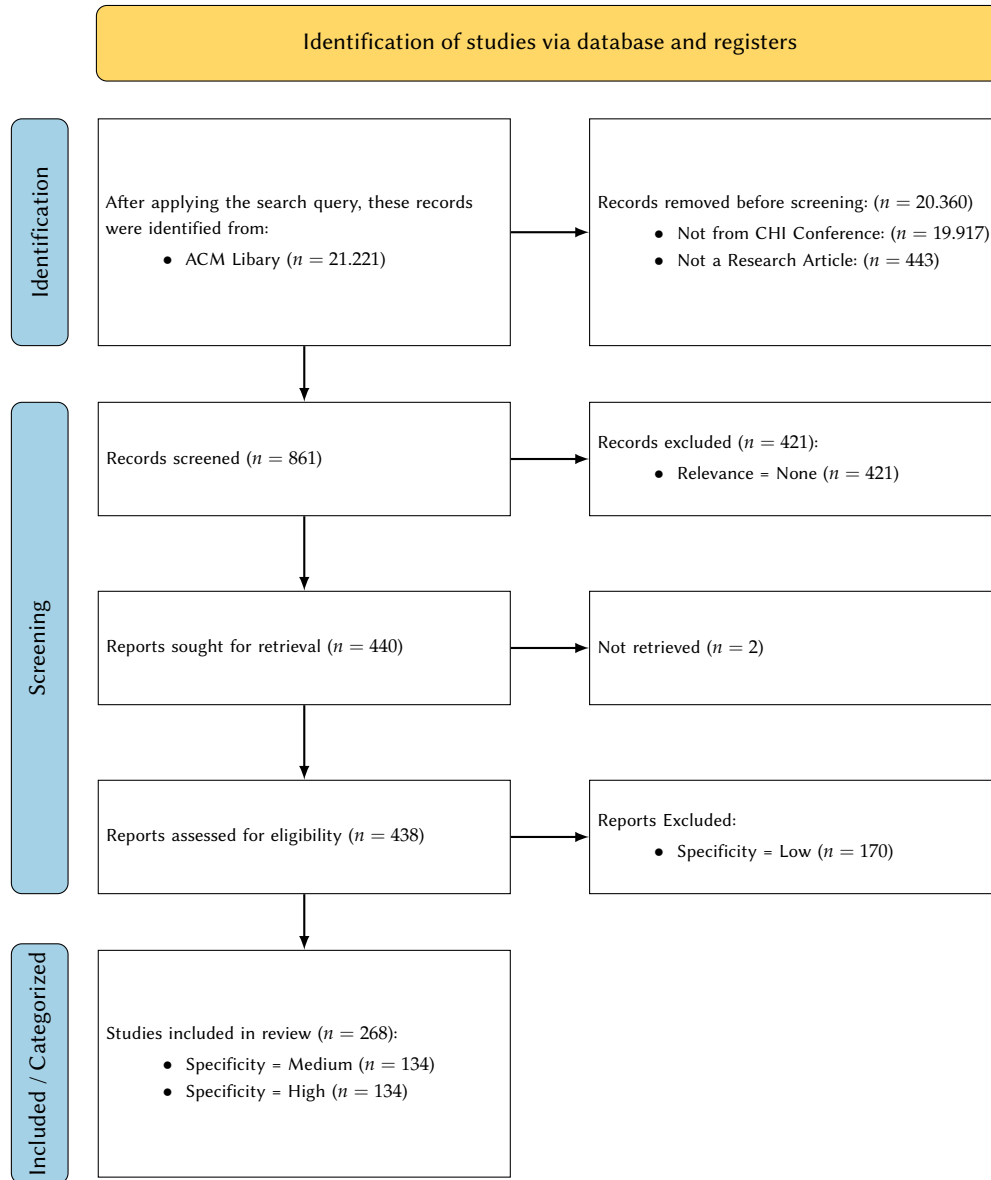 Identification of studies via database and registers
Identification
After applying the search query, these records
were identified from:
• ACM Libary (n = 21.221)
Records removed before screening: (n = 20.360)
• Not from CHI Conference: (n = 19.917)
• Not a Research Article: (n = 443)
Screening
Records screened (n = 861)
Records excluded (n = 421):
• Relevance = None (n = 421)
Reports sought for retrieval (n = 440)
Not retrieved (n = 2)
Reports assessed for eligibility (n = 438)
Reports Excluded:
• Specificity = Low (n = 170)
Included / Categorized
Studies included in review (n = 268):
• Specificity = Medium (n = 134)
• Specificity = High (n = 134)